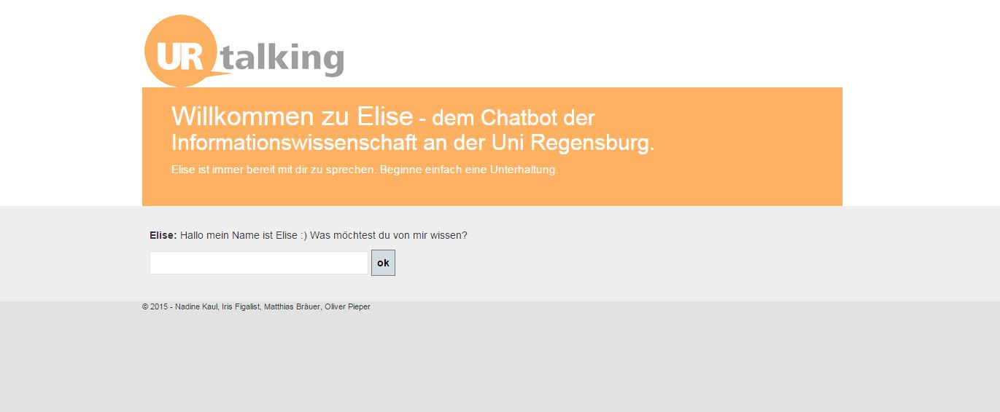 UR talking
Willkommen zu Elise - dem Chatbot der
Informationswissenschaft an der Uni Regensburg.
Elise ist immer bereit mit dir zu sprechen. Beginne einfach eine Unterhaltung.
Elise: Hallo mein Name ist Elise :) Was möchtest du von mir wissen?
ok
© 2015 - Nadine Kaul, Iris Figalist, Matthias Bräuer, Oliver Pieper